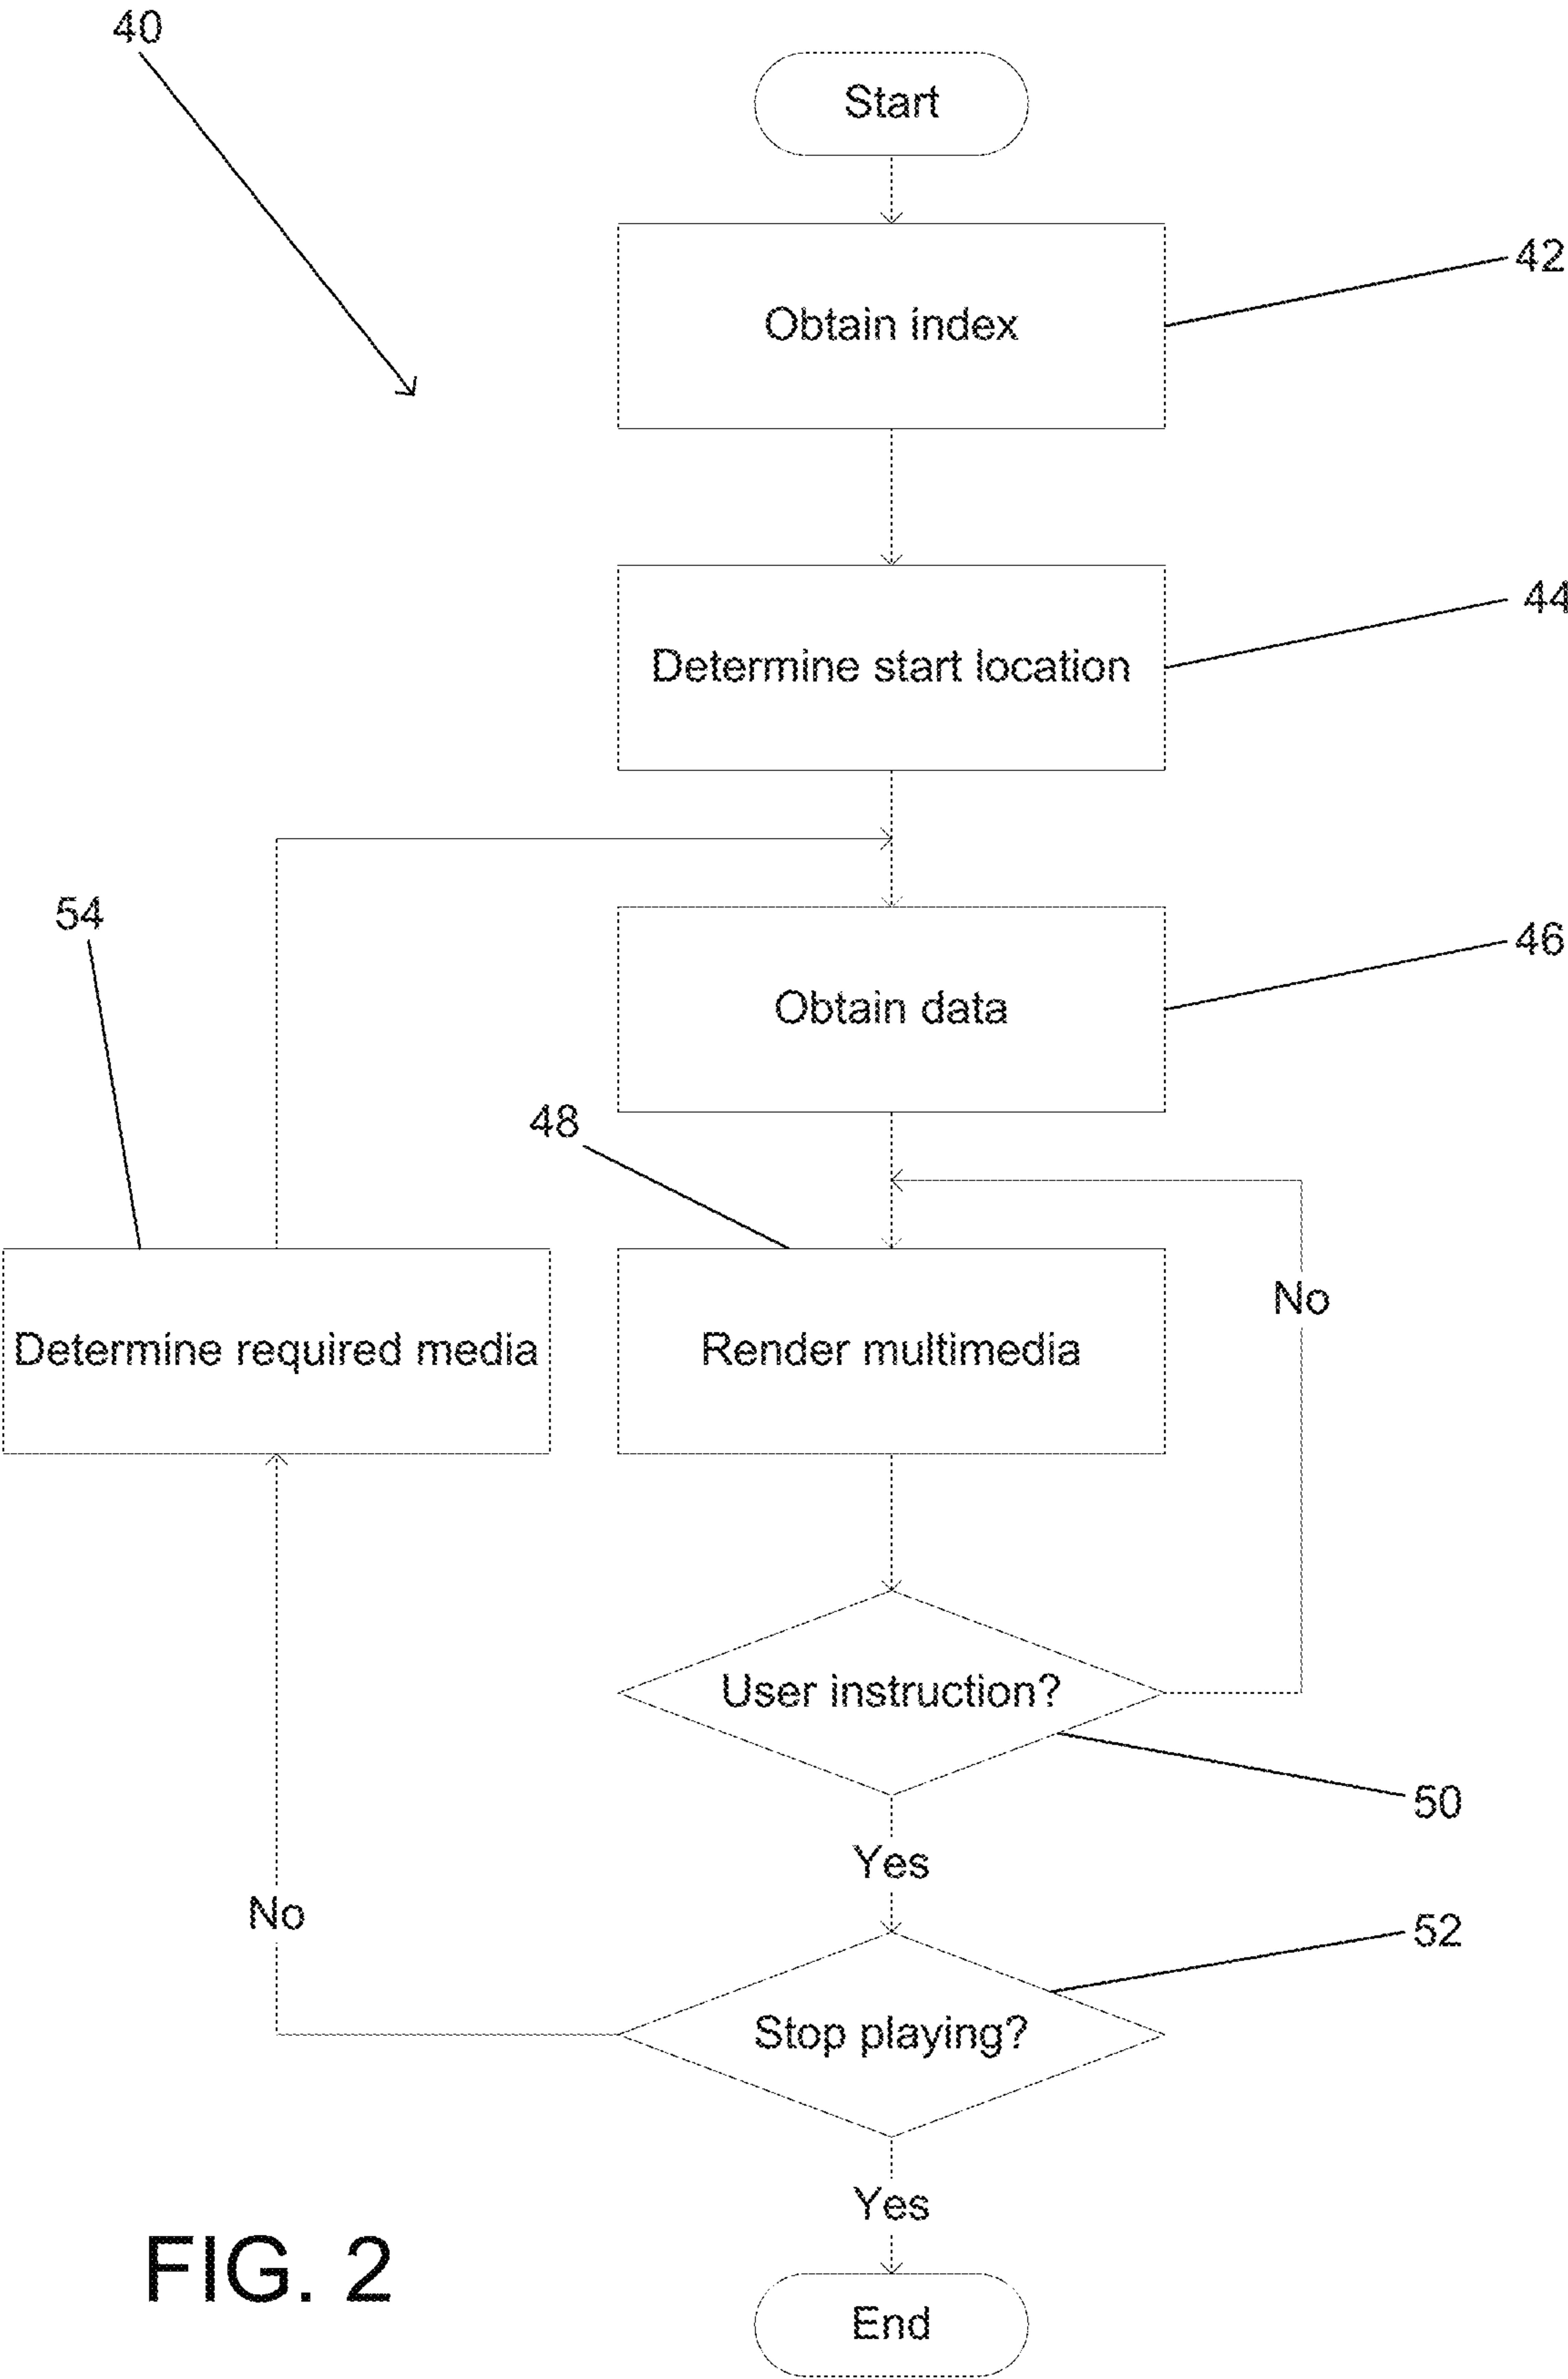 40
Start
42
Obtain index
44
Determine start location
54
46
Obtain data
48
No
Determine required media
Render multimedia
User instruction?
50
Yes
No
52
Stop playing?
Yes
FIG. 2
End